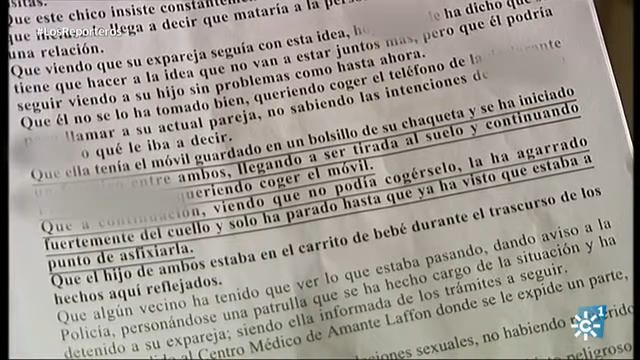 sitas.
Que este chico insiste constantemen
que llega a decir que mataría a la pers
una relación.
Que viendo que su expareja seguía con esta idea, le ha dicho que s
tiene que hacer a la idea que no van a estar juntos mas, pero que él podría
seguir viendo a su hijo sin problemas como hasta ahora.
Que él no se lo ha tomado bien, queriendo coger el teléfono de la declarante
llamar a su actual pareja, no sabiendo las intenciones de
o qué le iba a decir.
Que ella tenía el móvil guardado en un bolsillo de su chaqueta y se ha iniciado
entre ambos, llegando a ser tirada al suelo y continuando
queriendo coger el móvil.
Que a continuación, viendo que no podía cogérselo, la ha agarrado
fuertemente del cuello y solo ha parado hasta que ya ha visto que estaba a
punto de asfixiarla.
Que el hijo de ambos estaba en el carrito de bebé durante el trascurso de los
hechos aquí reflejados.
Que algún vecino ha tenido que ver lo que estaba pasando, dando aviso a la
Policía, personándose una patrulla que se ha hecho cargo de la situación y ha
detenido a su expareja; siendo ella informada de los trámites a seguir.
al Centro Médico de Amante Laffon donde se le expide un parte,
sexuales, no habiendo
peligroso
#LosReporteros
1